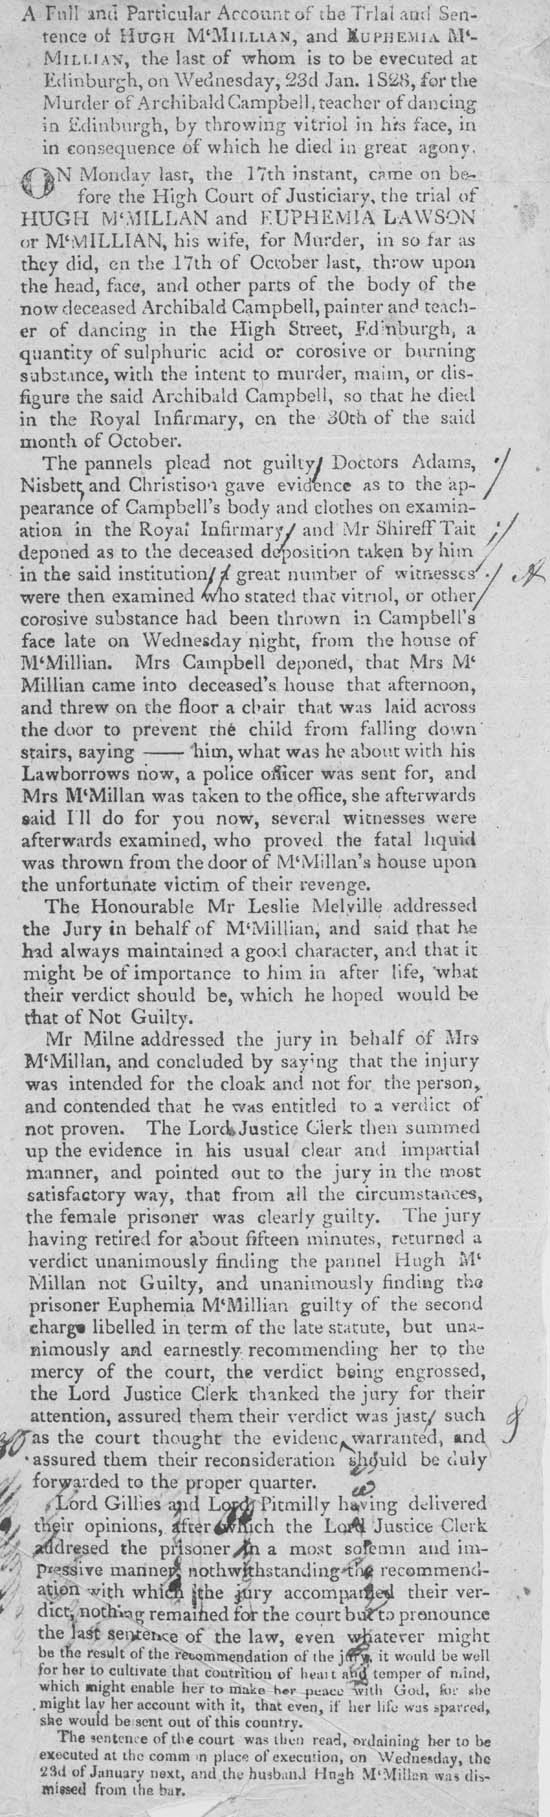 A Full and Particular Account of the Trlal and Sen-
tence of HUGH M‘MILLIAN, and EUPHEMIA M‘-
MILLIAN, the last of whom is to be evecuted at
Edinburgh, on Wednesday, 23d Jan. 1828, for the
Murder of Archibald Campbell, teacher of dancing
in Edinburgh, by throwing vitriol in his face, in
in consequence of which he died in great agony.
ON Monday last, the 17th instant, came on be-
fore the High Court of Justiciary, the trial of
HUGH M‘MILLAN and EUPHEMIA LAWSON
or M‘MILLIAN, his wife, for Murder, in so far as
they did, on the 17th of October last, throw upon
the head, face, and other parts of the body of the
now deceased Archibald Campbell, painter and teach-
er of dancing in the High Street, Edinburgh, a
quantity of sulphuric acid or corosive or burning
substance, with the intent to murder, maim, or dis-
figure the said Archibald Campbell, so that he died
in the Royal Infirmary, on the 30th of the said
month of October.
The pannels plead not guilty Doctors Adams,
Nisbett and Christison gave evidence as to the ap-
pearance of Campbell's body and clothes on examin-
ation in the Royal Infirmary and Mr Shireff Tait
deponed as to the deceased deposition taken by him
in the said institution, great number of witnesses
were then examined who stated that vitriol, or other
corosive substance had been thrown in Campbell's
face late on Wednesday night, from the house of
M‘Millian. Mrs Campbell deponed, that Mrs M‘
Millian came into deceased's house that afternoon,
and threw on the floor a chair that was laid across
the door to prevent the child from falling down
stairs, saying —— him, what was he about with his
Lawborrows now, a police officer was sent for, and
Mrs M‘Millan was taken to the office, she afterwards
said I'll do for you now, several witnesses were
afterwards examined, who proved the fatal liquid
was thrown from the door of M‘Millan's house upon
the unfortunate victim of their revenge.
The Honourable Mr Leslie Melville addressed
the Jury in behalf of M‘Millian, and said that he
had always maintained a good character, and that it
might be of importance to him in after life, what
their verdict should be, which he hoped would be
that of Not Guilty.
Mr Milne addressed the jury in behalf of Mrs
M‘Millan, and concluded by saying that the injury
was intended for the cloak and not for the person,
and contended that he was entitled to a verdict of
not proven. The Lord Justice Clerk then summed
up the evidence in his usual clear and impartial
manner, and pointed out to the jury in the most
satisfactory way, that from all the circumstances,
the female prisoner was clearly guilty. The jury
having retired for about fifteen minutes, returned a
verdict unanimously finding the pannel Hugh M‘
Millan not Guilty, and unanimously finding the
prisoner Euphemia M‘Millian guilty of the second
charge libelled in term of the late statute, but una-
nimously and earnestly recommending her to the
mercy of the court, the verdict being engrossed,
the Lord Justice Clerk thanked the jury for their
attention, assured them their verdict was just, such
as the court thought the evidenc warranted, and
assured them their reconsideration should be duly
forwarded to the proper quarter.
Lord Gillies and Lord Pitmilly having delivered
their opinions, after which the Lord Justice Clerk
addresed the prisoner in a most solemn and im-
pressive manner, nothwithstanding the recommend-
ation with which the jury accompanied their ver-
dict, nothing remained for the court but to pronounce
the last sentence of the law, even whatever might
be the result of the recommendation of the jury, it would be well
for her to cultivate that contrition of heart and temper of mind,
which might enable her to make her peace with God, for she
might lay her account with it, that even, if her life was sparred,
she would be sent out of this country.
The sentence of the court was then read, ordaining her to be
executed at the comm n place of execution, on Wednesday, the
23d of January next, and the husband Hugh M‘Millan was dis-
missed from the bar.